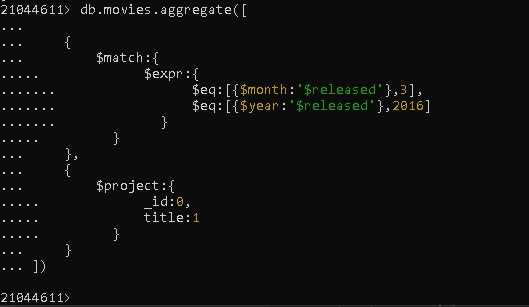 21044611> db.movies.aggregate([
...
...     {
...         $match:{
.....               $expr:{
.......                   $eq:[{$month:'$released'},3],
.......                   $eq:[{$year:'$released'},2016]
.......               }
.....         }
...     },
...     {
...         $project:{
.....               _id:0,
.....               title:1
.....         }
...     }
... ])

21044611>